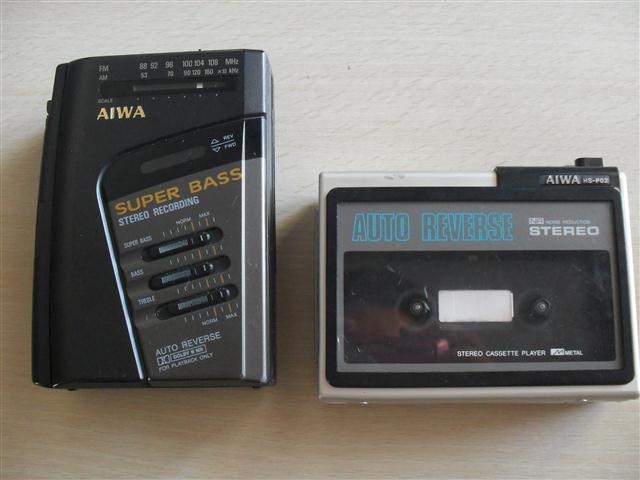 FM 88 92 96 100 104 108 MHz
AM 53 70 90 120 160 ×10 kHz
SCALE
AIWA
REV
FWD
SUPER BASS
STEREO RECORDING
NORM MAX
SUPER BASS
BASS
TREBLE
NORM MAX
AUTO REVERSE
DOLBY B NR
FOR PLAYBACK ONLY
AIWA HS-P02
AUTO REVERSE
NR NOISE REDUCTION
STEREO
STEREO CASSETTE PLAYER METAL